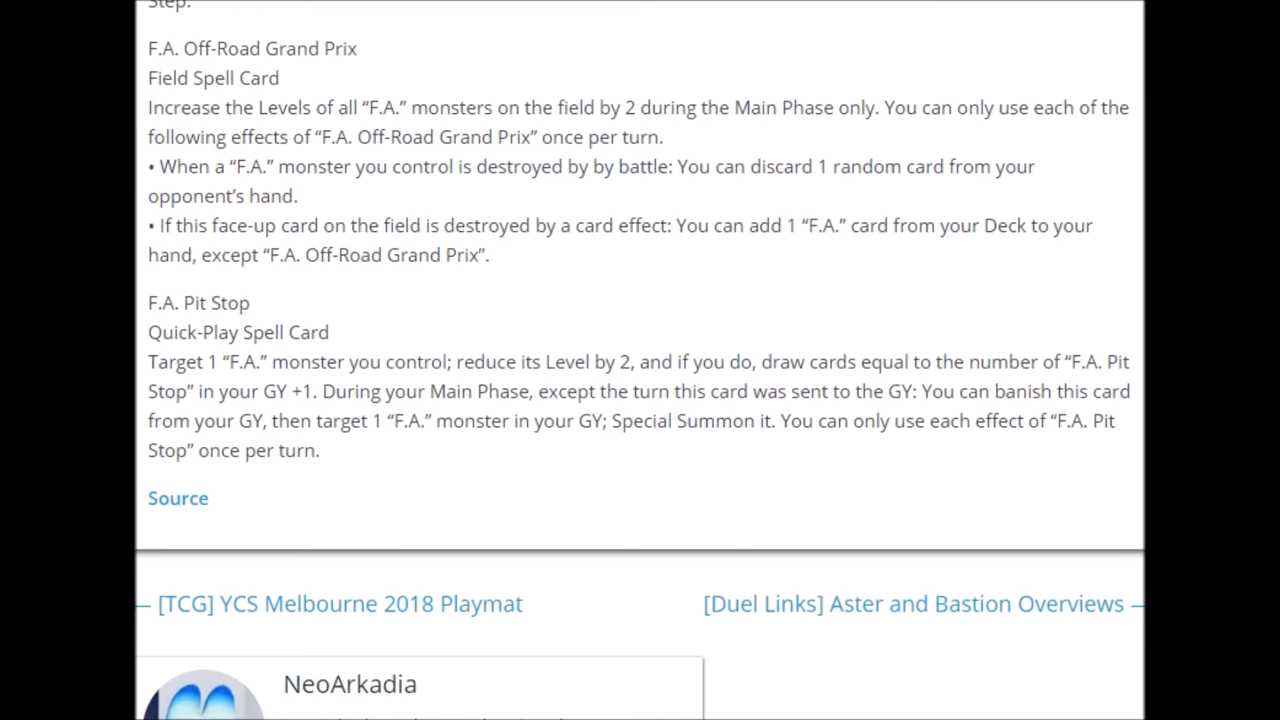 Step.
F.A. Off-Road Grand Prix
Field Spell Card
Increase the Levels of all “F.A.” monsters on the field by 2 during the Main Phase only. You can only use each of the
following effects of “F.A. Off-Road Grand Prix” once per turn.
• When a “F.A.” monster you control is destroyed by by battle: You can discard 1 random card from your
opponent’s hand.
• If this face-up card on the field is destroyed by a card effect: You can add 1 “F.A.” card from your Deck to your
hand, except “F.A. Off-Road Grand Prix”.
F.A. Pit Stop
Quick-Play Spell Card
Target 1 “F.A.” monster you control; reduce its Level by 2, and if you do, draw cards equal to the number of “F.A. Pit
Stop” in your GY +1. During your Main Phase, except the turn this card was sent to the GY: You can banish this card
from your GY, then target 1 “F.A.” monster in your GY; Special Summon it. You can only use each effect of “F.A. Pit
Stop” once per turn.
Source
— [TCG] YCS Melbourne 2018 Playmat
[Duel Links] Aster and Bastion Overviews —
NeoArkadia